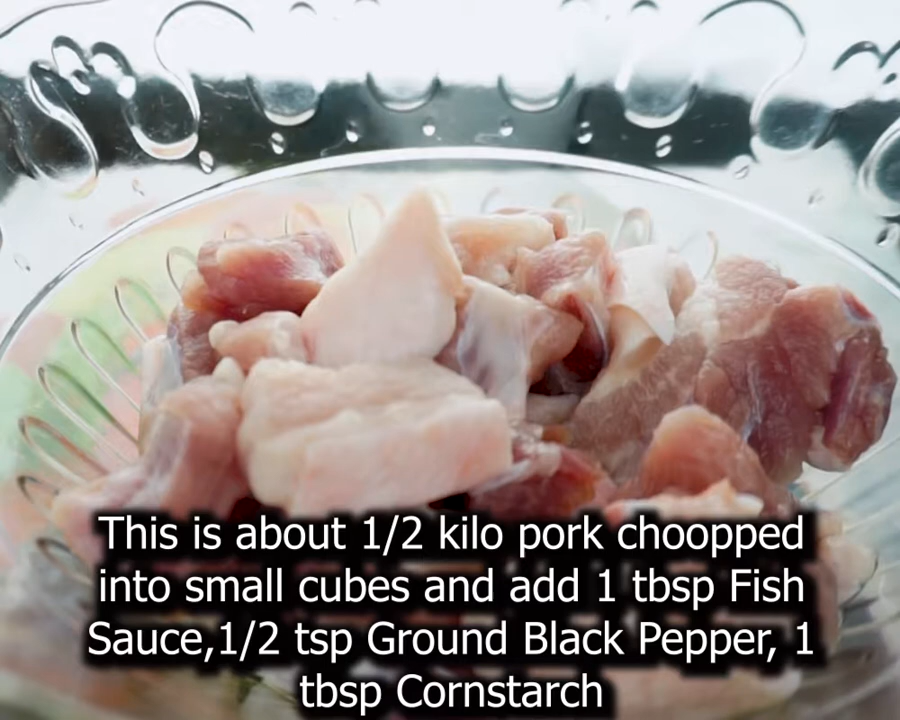 This is about 1/2 kilo pork choopped
into small cubes and add 1 tbsp Fish
Sauce,1/2 tsp Ground Black Pepper, 1
tbsp Cornstarch